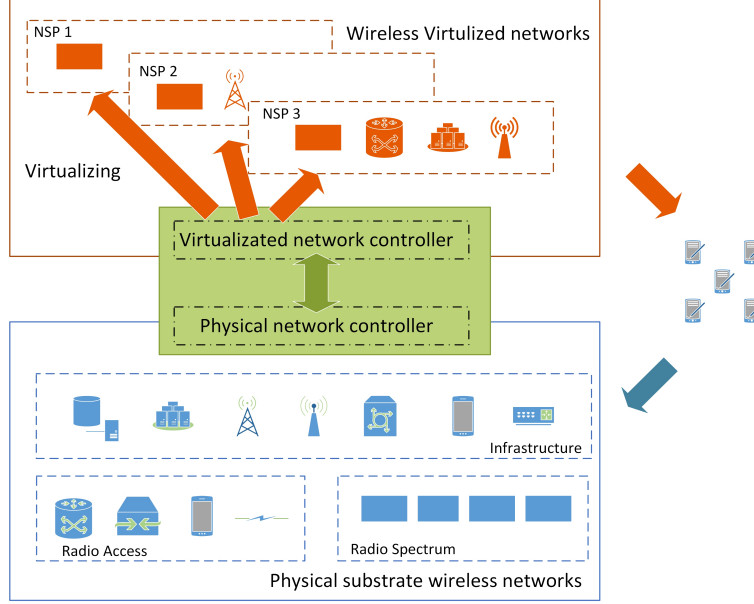 Wireless Virtulized networks
NSP 1
NSP 2
NSP 3
Virtualizing
Virtualizated network controller
Physical network controller
Infrastructure
Radio Access
Radio Spectrum
Physical substrate wireless networks